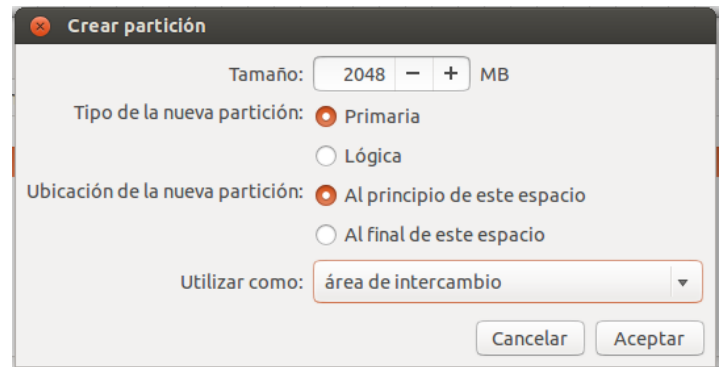 Crear partición
Tamaño: 2048 − + MB
Tipo de la nueva partición: Primaria
Lógica
Ubicación de la nueva partición: Al principio de este espacio
Al final de este espacio
Utilizar como: área de intercambio
Cancelar Aceptar